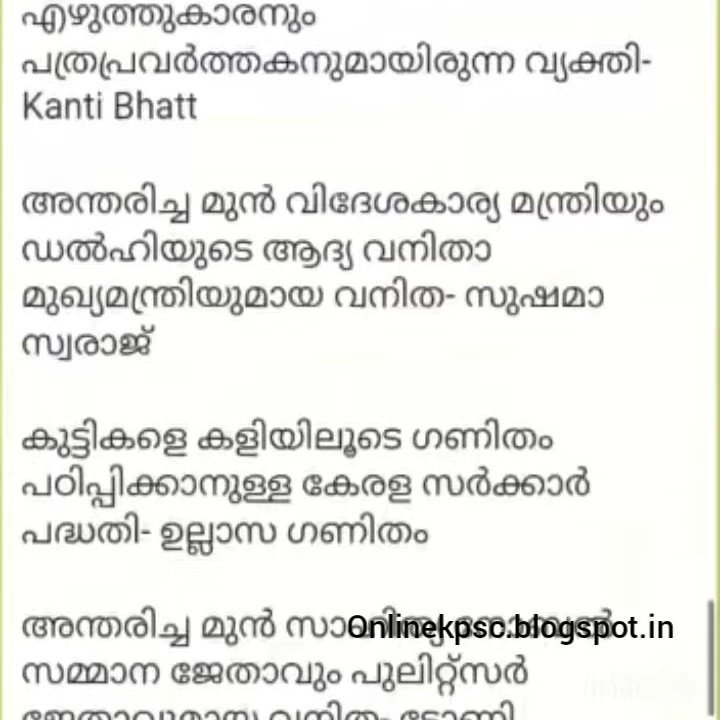 എഴുത്തുകാരനും
പത്രപ്രവർത്തകനുമായിരുന്ന വ്യക്തി-
Kanti Bhatt
അന്തരിച്ച മുൻ വിദേശകാര്യ മന്ത്രിയും
ഡൽഹിയുടെ ആദ്യ വനിതാ
മുഖ്യമന്ത്രിയുമായ വനിത- സുഷമാ
സ്വരാജ്
കുട്ടികളെ കളിയിലൂടെ ഗണിതം
പഠിപ്പിക്കാനുള്ള കേരള സർക്കാർ
പദ്ധതി- ഉല്ലാസ ഗണിതം
അന്തരിച്ച മുൻ
Onlinekpsc.blogspot.in
സമ്മാന ജേതാവും പുലിറ്റ്സർ
ജേതാവുമായ വനിത- ടോണി